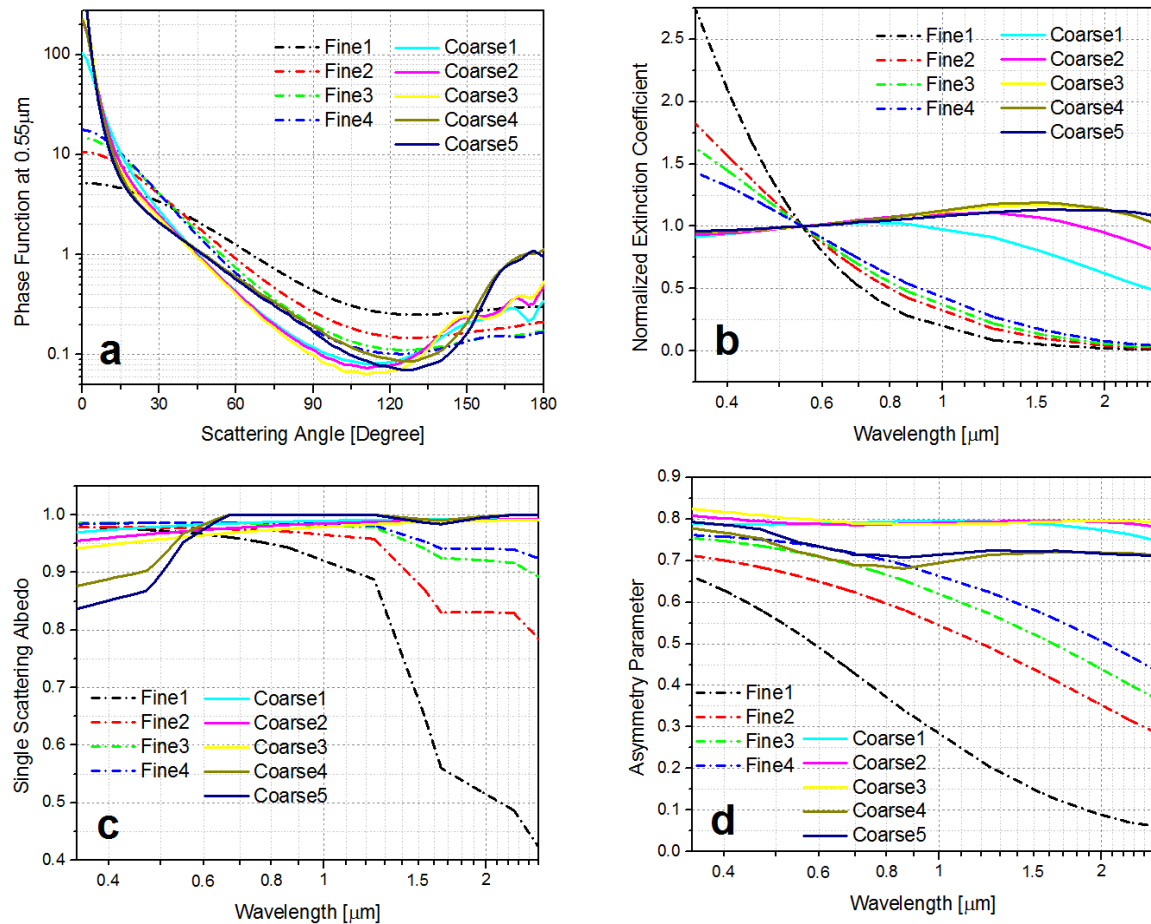 Phase Function at 0.55μm
100
10
1
0.1
Fine1
Fine2
Fine3
Fine4
Coarse1
Coarse2
Coarse3
Coarse4
Coarse5
a
0 30 60 90 120 150 180
Scattering Angle [Degree]
Normalized Extinction Coefficient
2.5
2.0
1.5
1.0
0.5
0.0
Fine1
Fine2
Fine3
Fine4
Coarse1
Coarse2
Coarse3
Coarse4
Coarse5
b
0.4 0.6 0.8 1 1.5 2
Wavelength [μm]
Single Scattering Albedo
1.0
0.9
0.8
0.7
0.6
0.5
0.4
Fine1
Fine2
Fine3
Fine4
Coarse1
Coarse2
Coarse3
Coarse4
Coarse5
c
0.4 0.6 0.8 1 1.5 2
Wavelength [μm]
Asymmetry Parameter
0.9
0.8
0.7
0.6
0.5
0.4
0.3
0.2
0.1
0.0
Fine1
Fine2
Fine3
Fine4
Coarse1
Coarse2
Coarse3
Coarse4
Coarse5
d
0.4 0.6 0.8 1 1.5 2
Wavelength [μm]